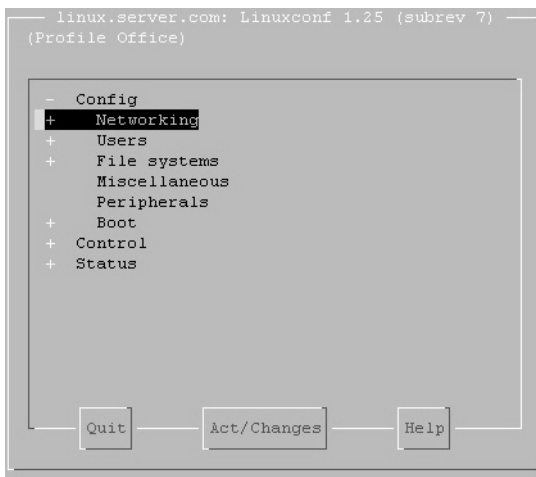 linux.server.com: Linuxconf 1.25 (subrev 7)
(Profile Office)
- Config
+ Networking
+ Users
+ File systems
Miscellaneous
Peripherals
+ Boot
+ Control
+ Status
Quit Act/Changes Help